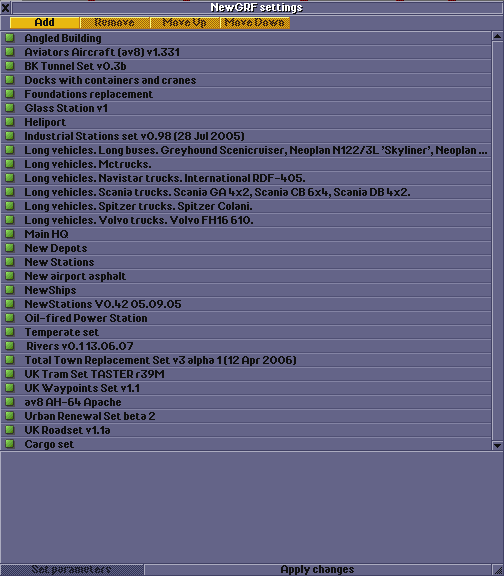 NewGRF settings
Add Remove Move Up Move Down
Angled Building
Aviators Aircraft (av8) v1.331
BK Tunnel Set v0.3b
Docks with containers and cranes
Foundations replacement
Glass Station v1
Heliport
Industrial Stations set v0.98 (28 Jul 2005)
Long vehicles. Long buses. Greyhound Scenicruiser, Neoplan N122/3L 'Skyliner', Neoplan ...
Long vehicles. Mctrucks.
Long vehicles. Navistar trucks. International RDF-405.
Long vehicles. Scania trucks. Scania GA 4x2, Scania CB 6x4, Scania DB 4x2.
Long vehicles. Spitzer trucks. Spitzer Colani.
Long vehicles. Volvo trucks. Volvo FH16 610.
Main HQ
New Depots
New Stations
New airport asphalt
NewShips
NewStations V0.42 05.09.05
Oil-fired Power Station
Temperate set
Rivers v0.1 13.06.07
Total Town Replacement Set v3 alpha 1 (12 Apr 2006)
UK Tram Set TASTER r39M
UK Waypoints Set v1.1
av8 AH-64 Apache
Urban Renewal Set beta 2
UK Roadset v1.1a
Cargo set
Set parameters Apply changes